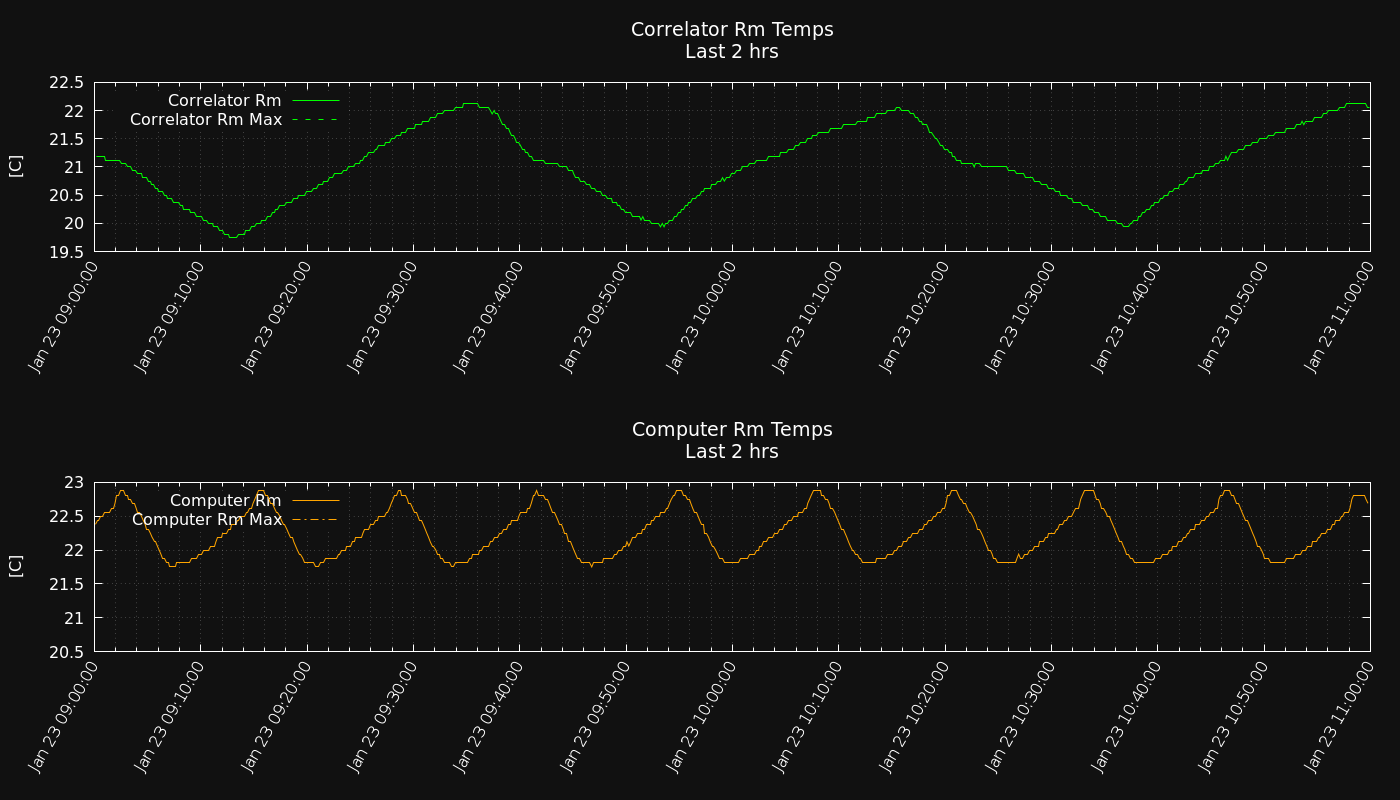 Correlator Rm Temps
Last 2 hrs
22.5
22
21.5
21
20.5
20
19.5
[C]
Correlator Rm
Correlator Rm Max
Jan 23 09:00:00
Jan 23 09:10:00
Jan 23 09:20:00
Jan 23 09:30:00
Jan 23 09:40:00
Jan 23 09:50:00
Jan 23 10:00:00
Jan 23 10:10:00
Jan 23 10:20:00
Jan 23 10:30:00
Jan 23 10:40:00
Jan 23 10:50:00
Jan 23 11:00:00
Computer Rm Temps
Last 2 hrs
23
22.5
22
21.5
21
20.5
[C]
Computer Rm
Computer Rm Max
Jan 23 09:00:00
Jan 23 09:10:00
Jan 23 09:20:00
Jan 23 09:30:00
Jan 23 09:40:00
Jan 23 09:50:00
Jan 23 10:00:00
Jan 23 10:10:00
Jan 23 10:20:00
Jan 23 10:30:00
Jan 23 10:40:00
Jan 23 10:50:00
Jan 23 11:00:00